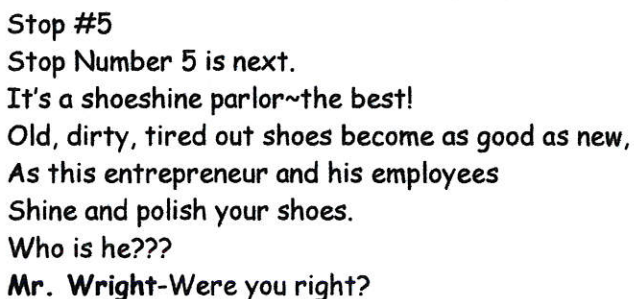 Stop #5
Stop Number 5 is next.
It's a shoeshine parlor~the best!
Old, dirty, tired out shoes become as good as new,
As this entrepreneur and his employees
Shine and polish your shoes.
Who is he???
Mr. Wright-Were you right?